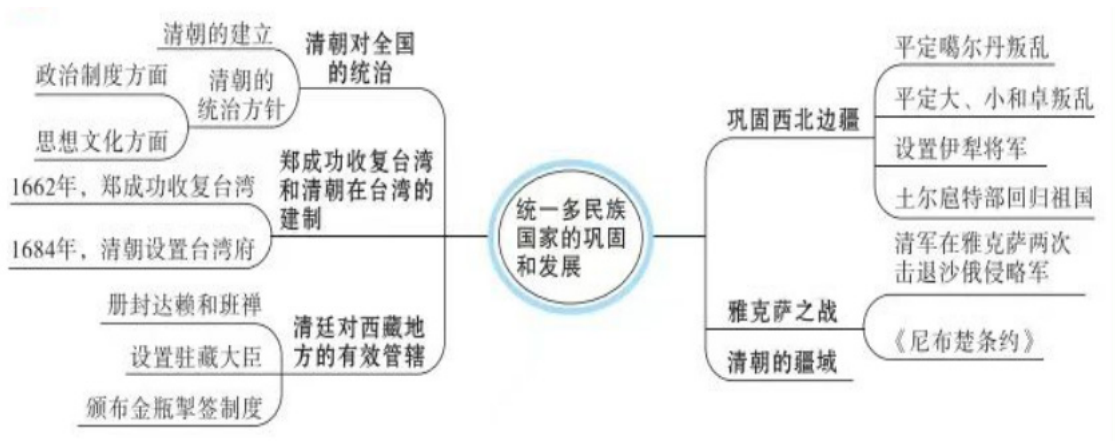 统一多民族
国家的巩固
和发展
清朝对全国
的统治
清朝的建立
清朝的
统治方针
政治制度方面
思想文化方面
郑成功收复台湾
和清朝在台湾的
建制
1662年，郑成功收复台湾
1684年，清朝设置台湾府
清廷对西藏地
方的有效管辖
册封达赖和班禅
设置驻藏大臣
颁布金瓶掣签制度
巩固西北边疆
平定噶尔丹叛乱
平定大、小和卓叛乱
设置伊犁将军
土尔扈特部回归祖国
雅克萨之战
清军在雅克萨两次
击退沙俄侵略军
《尼布楚条约》
清朝的疆域